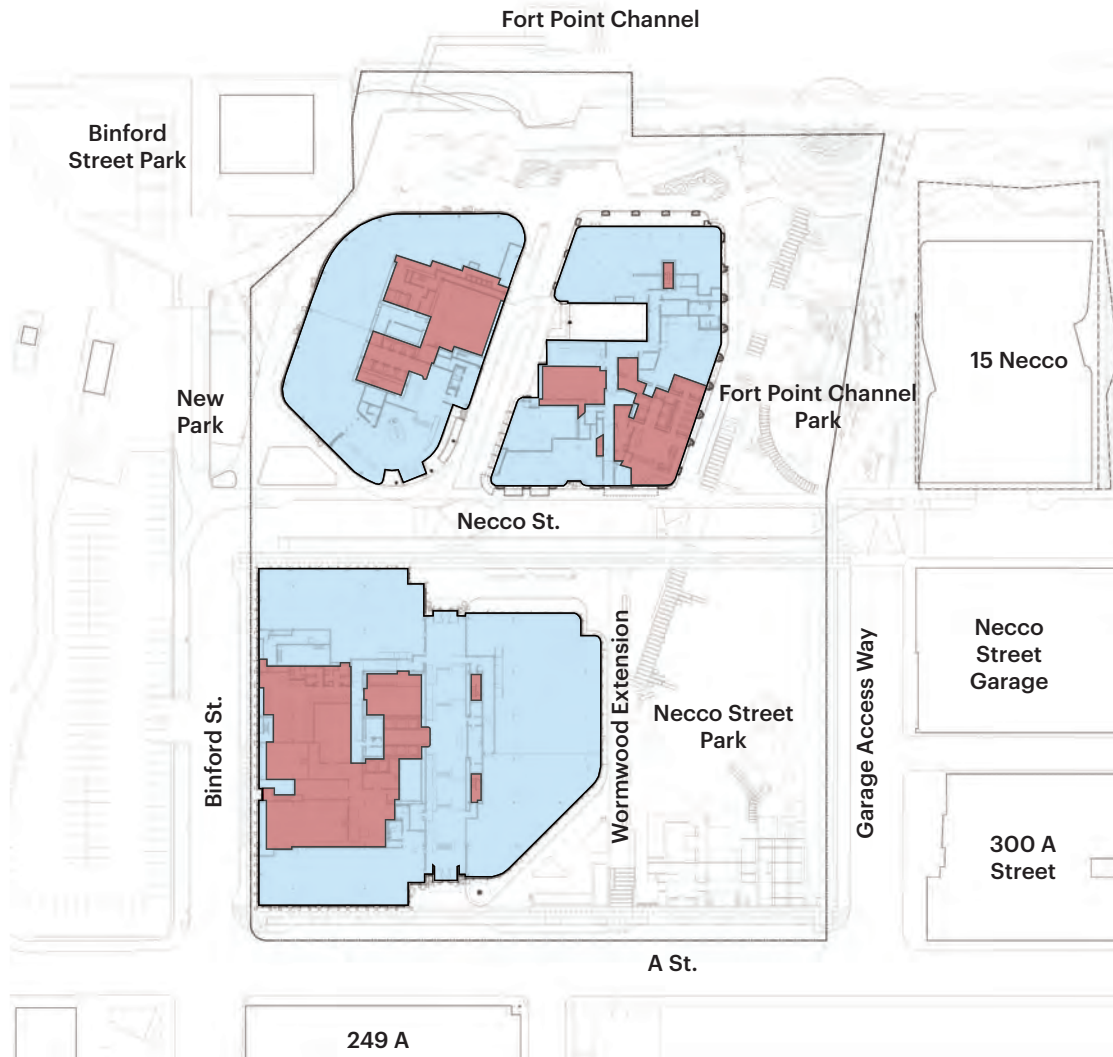 Fort Point Channel
Binford
Street Park
15 Necco
New
Park
Fort Point Channel
Park
Necco St.
Binford St.
Wormwood Extension
Necco Street
Park
Garage Access Way
Necco
Street
Garage
300 A
Street
A St.
249 A